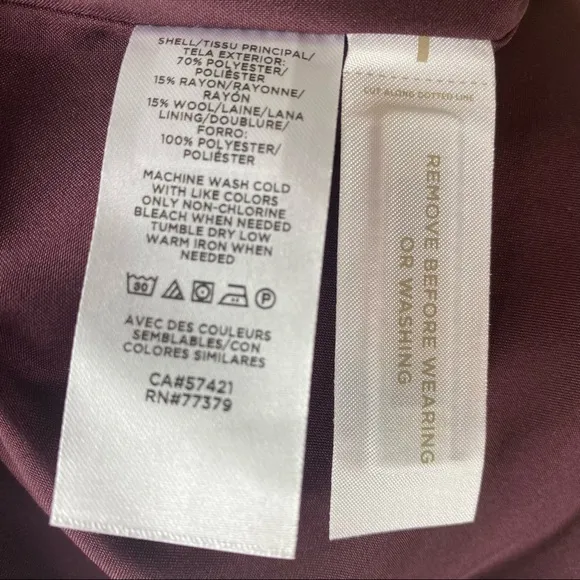 SHELL/TISSU PRINCIPAL/
TELA EXTERIOR:
70% POLYESTER/
POLIÉSTER
15% RAYON/RAYONNE/
RAYÓN
15% WOOL/LAINE/LANA
LINING/DOUBLURE/
FORRO:
100% POLYESTER/
POLIÉSTER
MACHINE WASH COLD
WITH LIKE COLORS
ONLY NON-CHLORINE
BLEACH WHEN NEEDED
TUMBLE DRY LOW
WARM IRON WHEN
NEEDED
30 P
AVEC DES COULEURS
SEMBLABLES/CON
COLORES SIMILARES
CA#57421
RN#77379
CUT ALONG DOTTED LINE
REMOVE BEFORE WEARING
OR WASHING